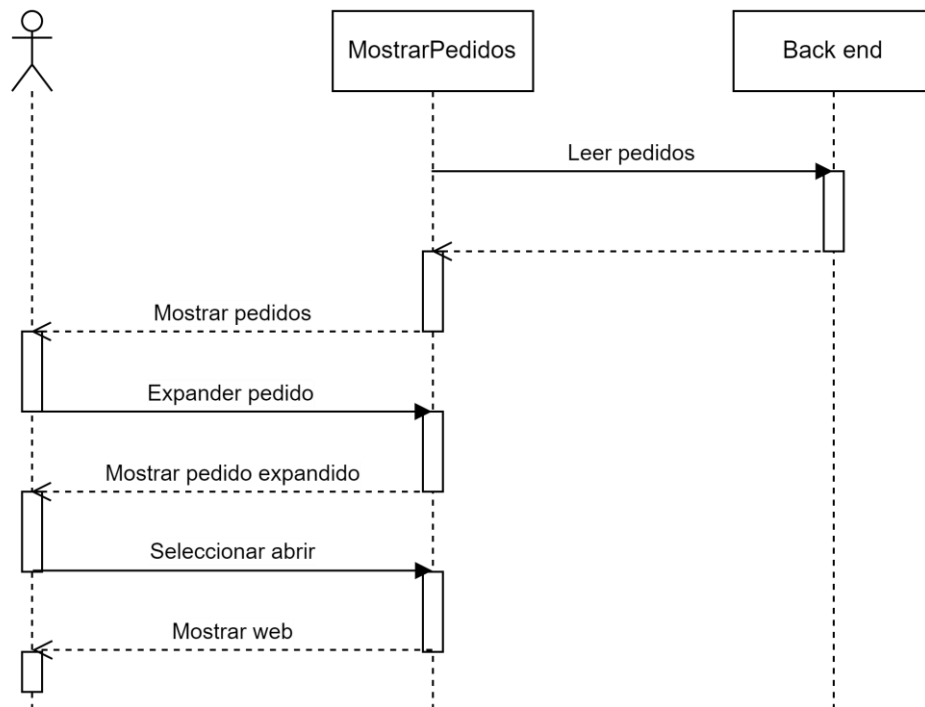 MostrarPedidos
Back end
Leer pedidos
Mostrar pedidos
Expander pedido
Mostrar pedido expandido
Seleccionar abrir
Mostrar web